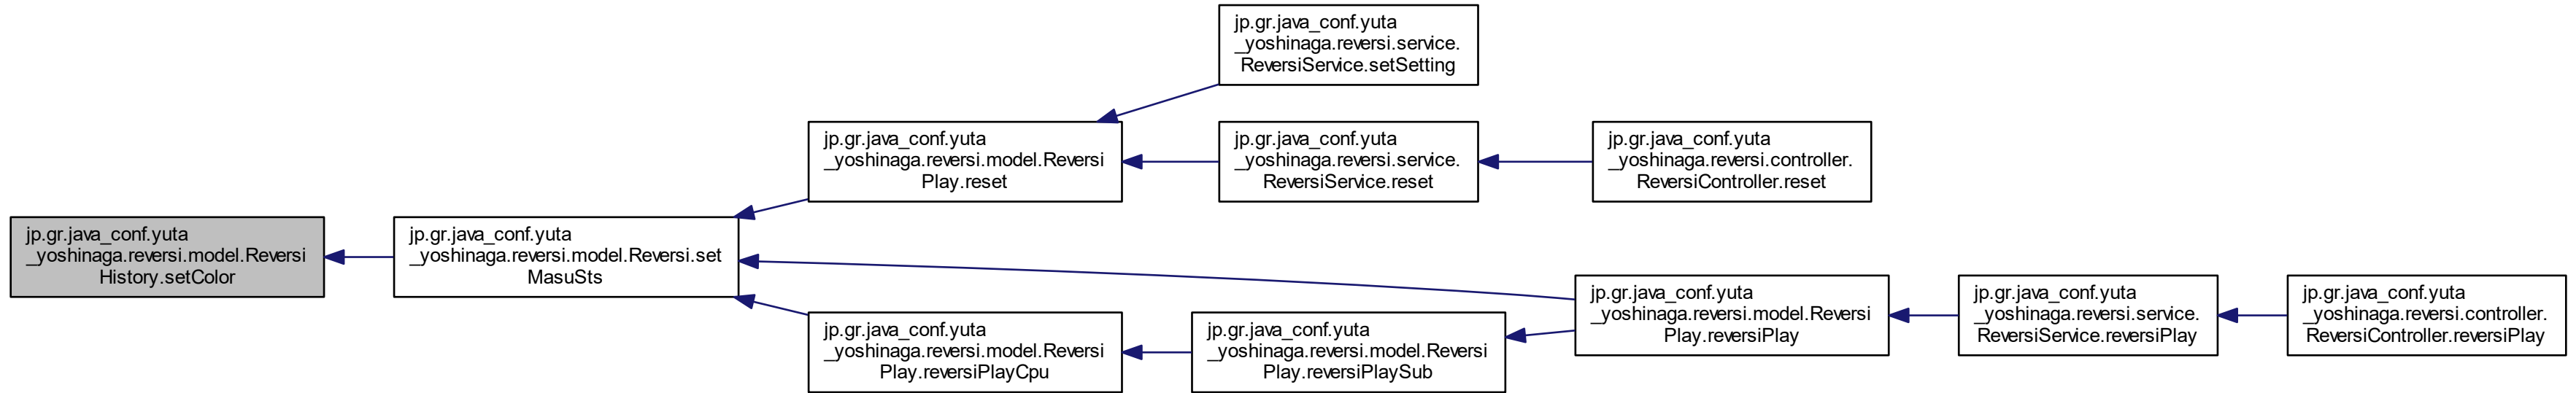 jp.gr.java_conf.yuta
_yoshinaga.reversi.model.Reversi
History.setColor
jp.gr.java_conf.yuta
_yoshinaga.reversi.model.Reversi.set
MasuSts
jp.gr.java_conf.yuta
_yoshinaga.reversi.model.Reversi
Play.reset
jp.gr.java_conf.yuta
_yoshinaga.reversi.service.
ReversiService.setSetting
jp.gr.java_conf.yuta
_yoshinaga.reversi.service.
ReversiService.reset
jp.gr.java_conf.yuta
_yoshinaga.reversi.controller.
ReversiController.reset
jp.gr.java_conf.yuta
_yoshinaga.reversi.model.Reversi
Play.reversiPlayCpu
jp.gr.java_conf.yuta
_yoshinaga.reversi.model.Reversi
Play.reversiPlaySub
jp.gr.java_conf.yuta
_yoshinaga.reversi.model.Reversi
Play.reversiPlay
jp.gr.java_conf.yuta
_yoshinaga.reversi.service.
ReversiService.reversiPlay
jp.gr.java_conf.yuta
_yoshinaga.reversi.controller.
ReversiController.reversiPlay